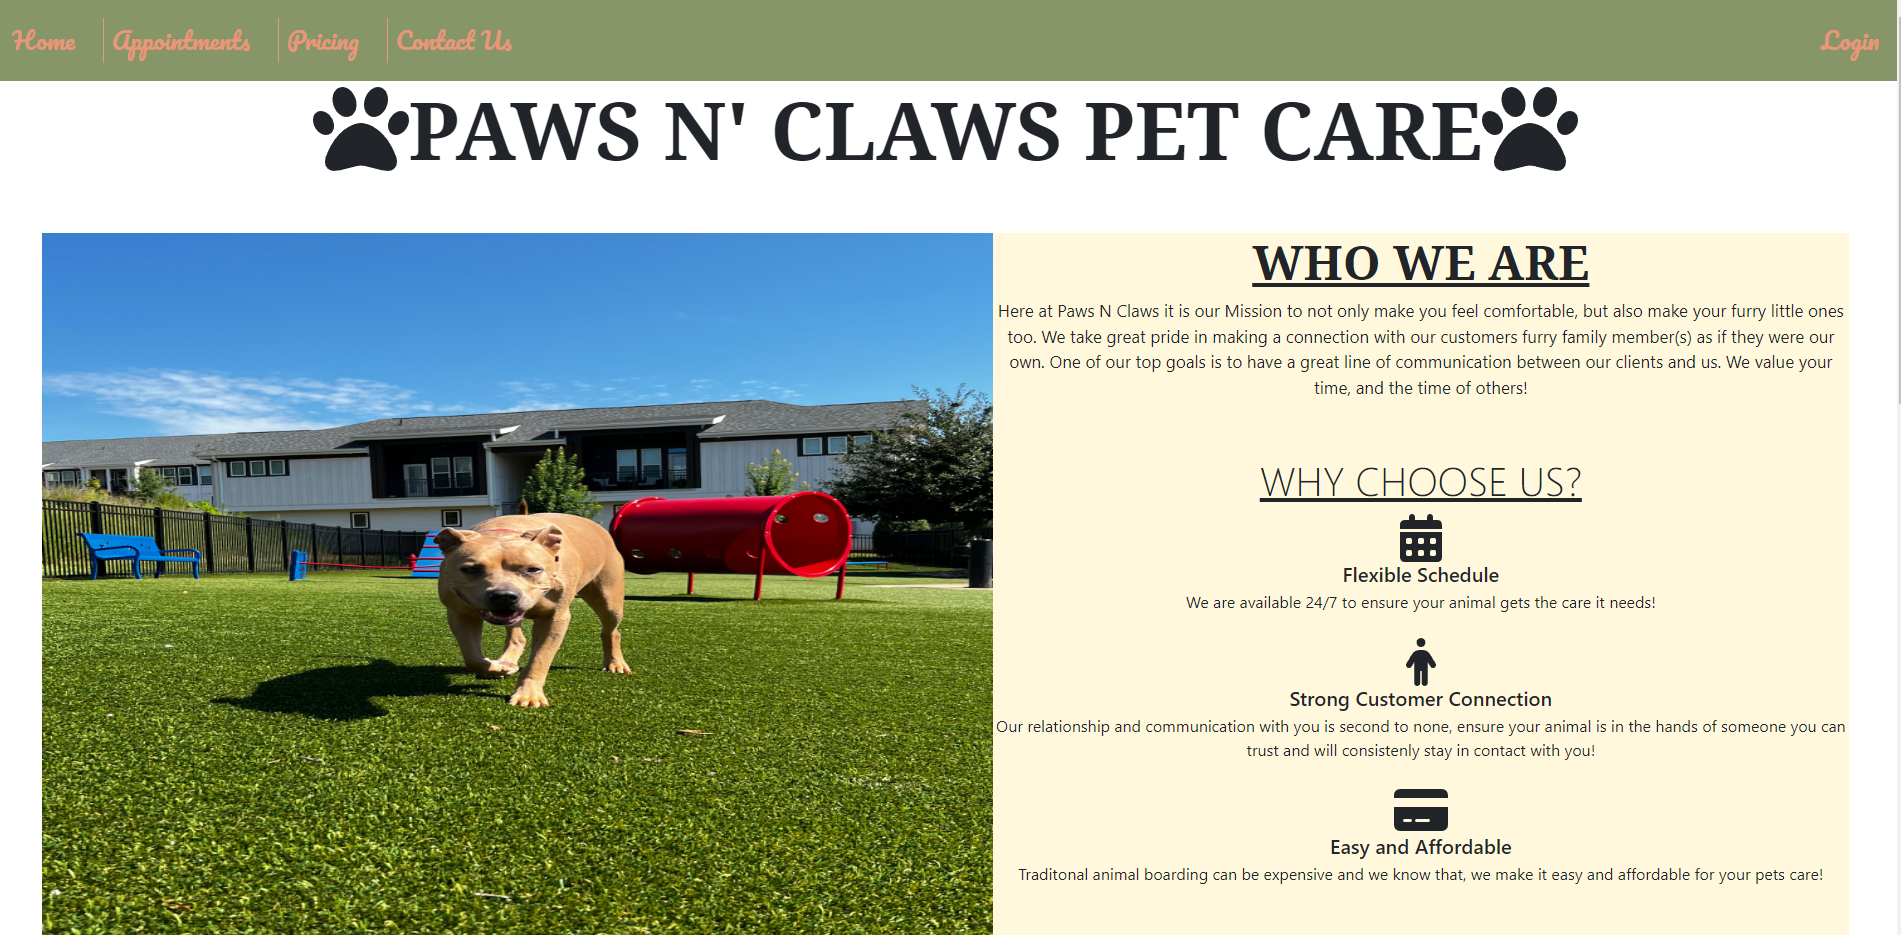 Home
Appointments
Pricing
Contact Us
Login
PAWS N' CLAWS PET CARE
WHO WE ARE
Here at Paws N Claws it is our Mission to not only make you feel comfortable, but also make your furry little ones
too. We take great pride in making a connection with our customers furry family member(s) as if they were our
own. One of our top goals is to have a great line of communication between our clients and us. We value your
time, and the time of others!
WHY CHOOSE US?
Flexible Schedule
We are available 24/7 to ensure your animal gets the care it needs!
Strong Customer Connection
Our relationship and communication with you is second to none, ensure your animal is in the hands of someone you can
trust and will consistenly stay in contact with you!
Easy and Affordable
Traditonal animal boarding can be expensive and we know that, we make it easy and affordable for your pets care!